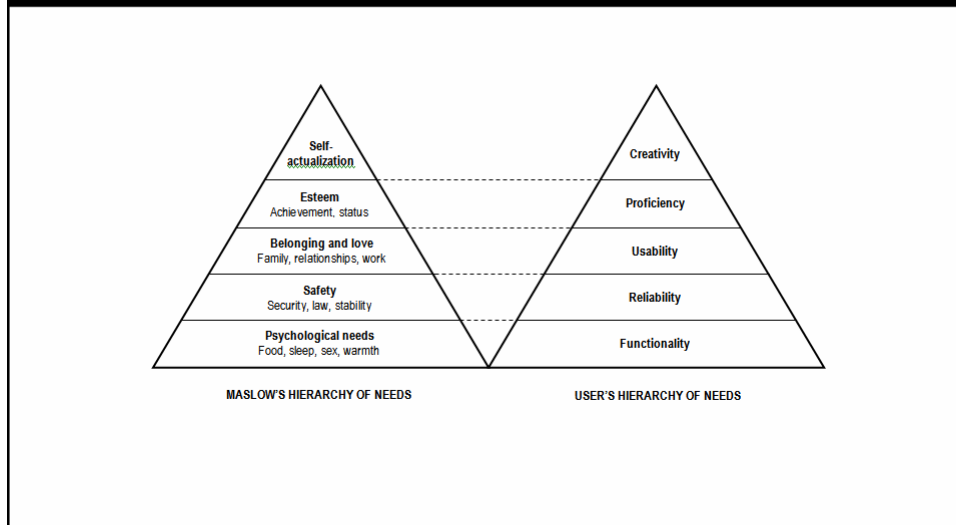 Self-
actualization
Esteem
Achievement, status
Belonging and love
Family, relationships, work
Safety
Security, law, stability
Psychological needs
Food, sleep, sex, warmth
MASLOW'S HIERARCHY OF NEEDS
Creativity
Proficiency
Usability
Reliability
Functionality
USER'S HIERARCHY OF NEEDS